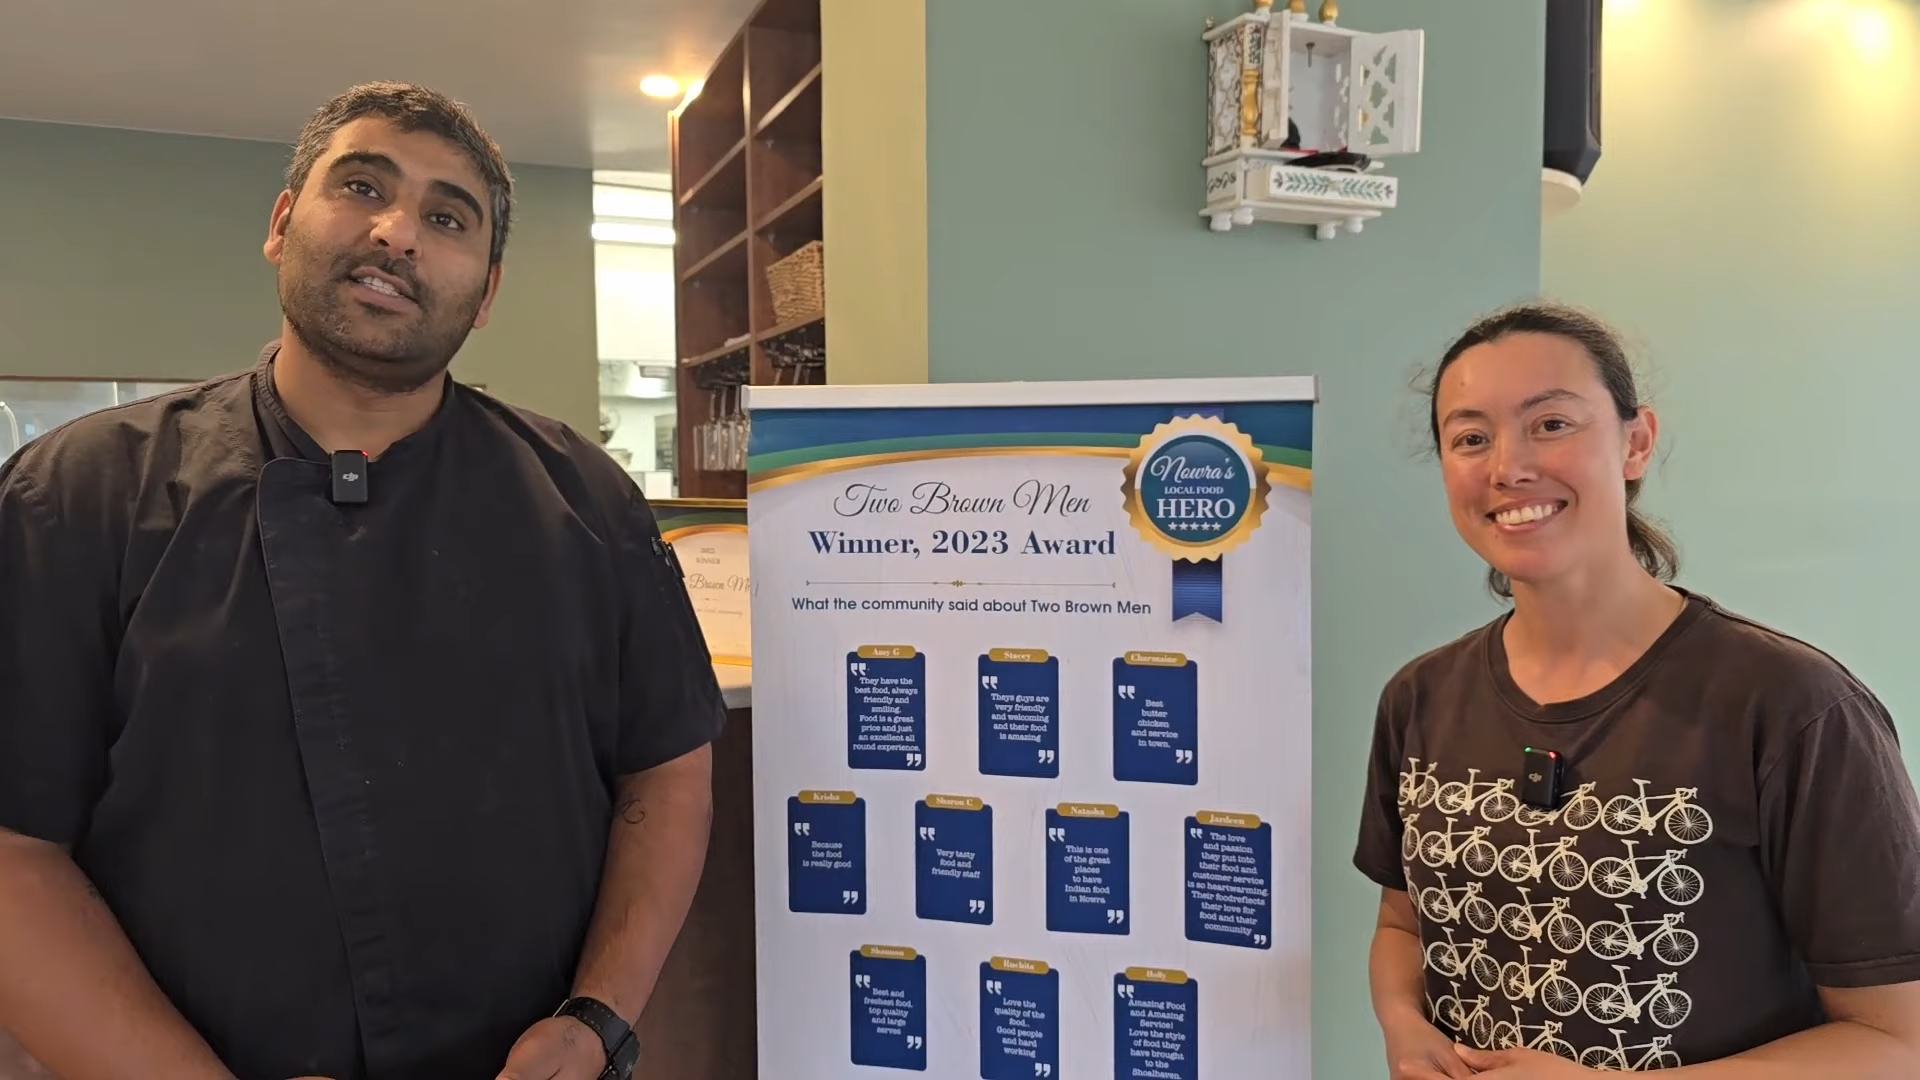 Two Brown Men
Winner, 2023 Award
Nowra's
LOCAL FOOD
HERO
What the community said about Two Brown Men
Amy G
They have the
best food, always
friendly and
smiling.
Food is a great
price and just
an excellent all
round experience.
Stacey
Theys guys are
very friendly
and welcoming
and their food
is amazing
Charmaine
Best
butter
chicken
and service
in town.
Krisha
Because
the food
is really good
Sharon C
Very tasty
food and
friendly staff
Natasha
This is one
of the great
places
to have
Indian food
in Nowra
Jardeen
The love
and passion
they put into
their food and
customer service
is so heartwarming.
Their foodreflects
their love for
food and their
community
Shannon
Best and
freshest food,
top quality
and large
serves
Ruchita
Love the
quality of the
food..
Good people
and hard
working
Holly
Amazing Food
and Amazing
Service!
Love the style
of food they
have brought
to the
Shoalhaven.
Brown Me
dji
dji